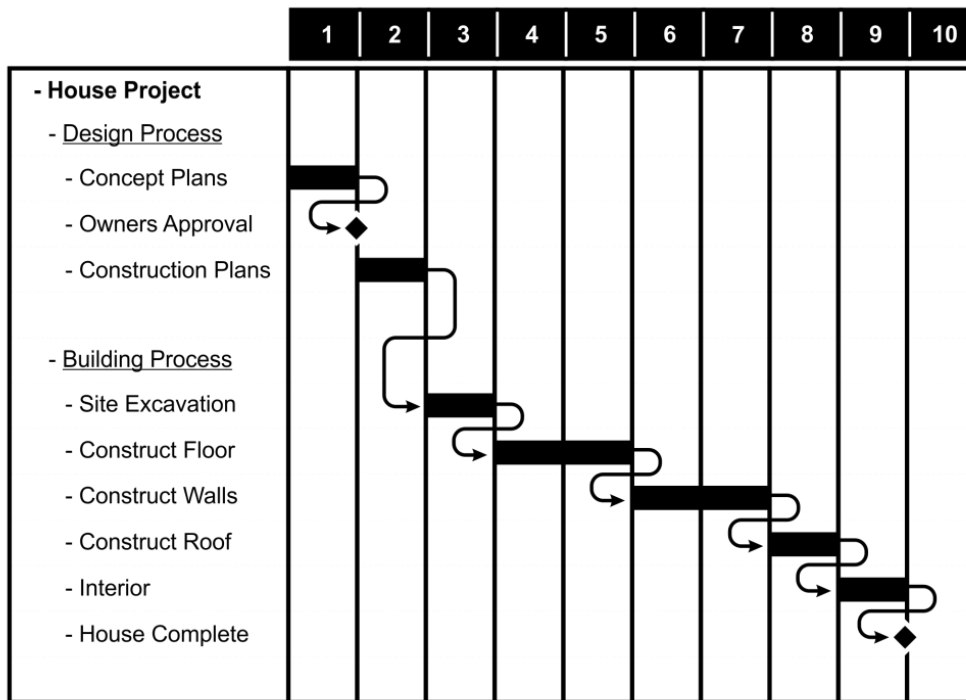 1 2 3 4 5 6 7 8 9 10
- House Project
- Design Process
- Concept Plans
- Owners Approval
- Construction Plans
- Building Process
- Site Excavation
- Construct Floor
- Construct Walls
- Construct Roof
- Interior
- House Complete